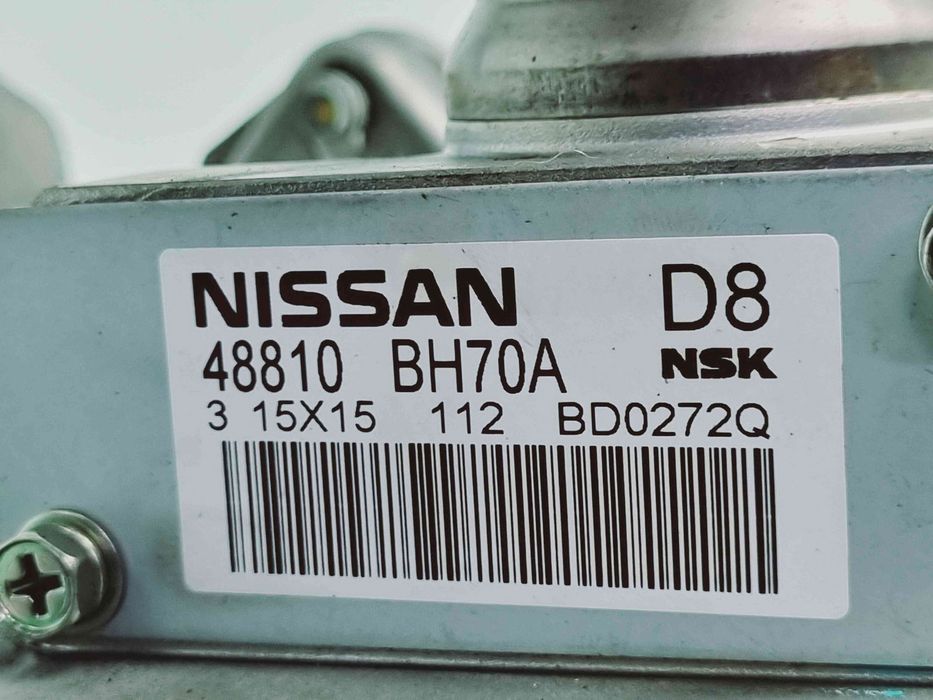 NISSAN D8
48810 BH70A NSK
3 15X15 112 BD0272Q